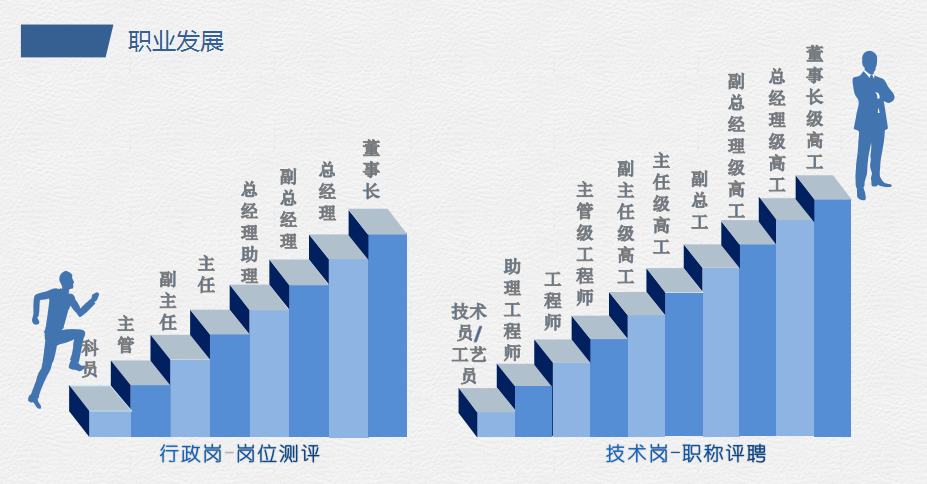 职业发展
科员
主管
副主任
主任
总经理助理
副总经理
总经理
董事长
技术员/工艺员
助理工程师
工程师
主管级工程师
副主任级高工
主任级高工
副总工
副总经理级高工
总经理级高工
董事长级高工
行政岗-岗位测评
技术岗-职称评聘